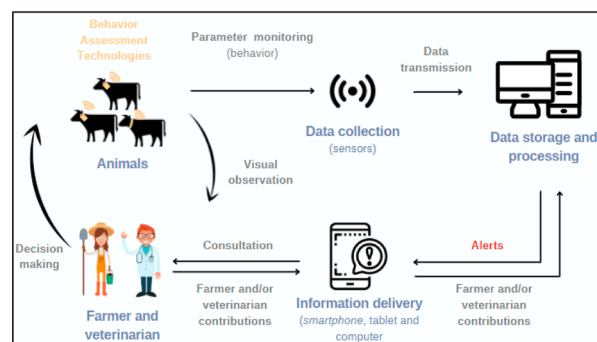 Behavior
Assessment
Technologies
Parameter monitoring
(behavior)
Data
transmission
Animals
Data collection
(sensors)
Data storage and
processing
Visual
observation
Decision
making
Consultation
Alerts
Farmer and/or
veterinarian
contributions
Farmer and/or
veterinarian
contributions
Farmer and
veterinarian
Information delivery
(smartphone, tablet and
computer